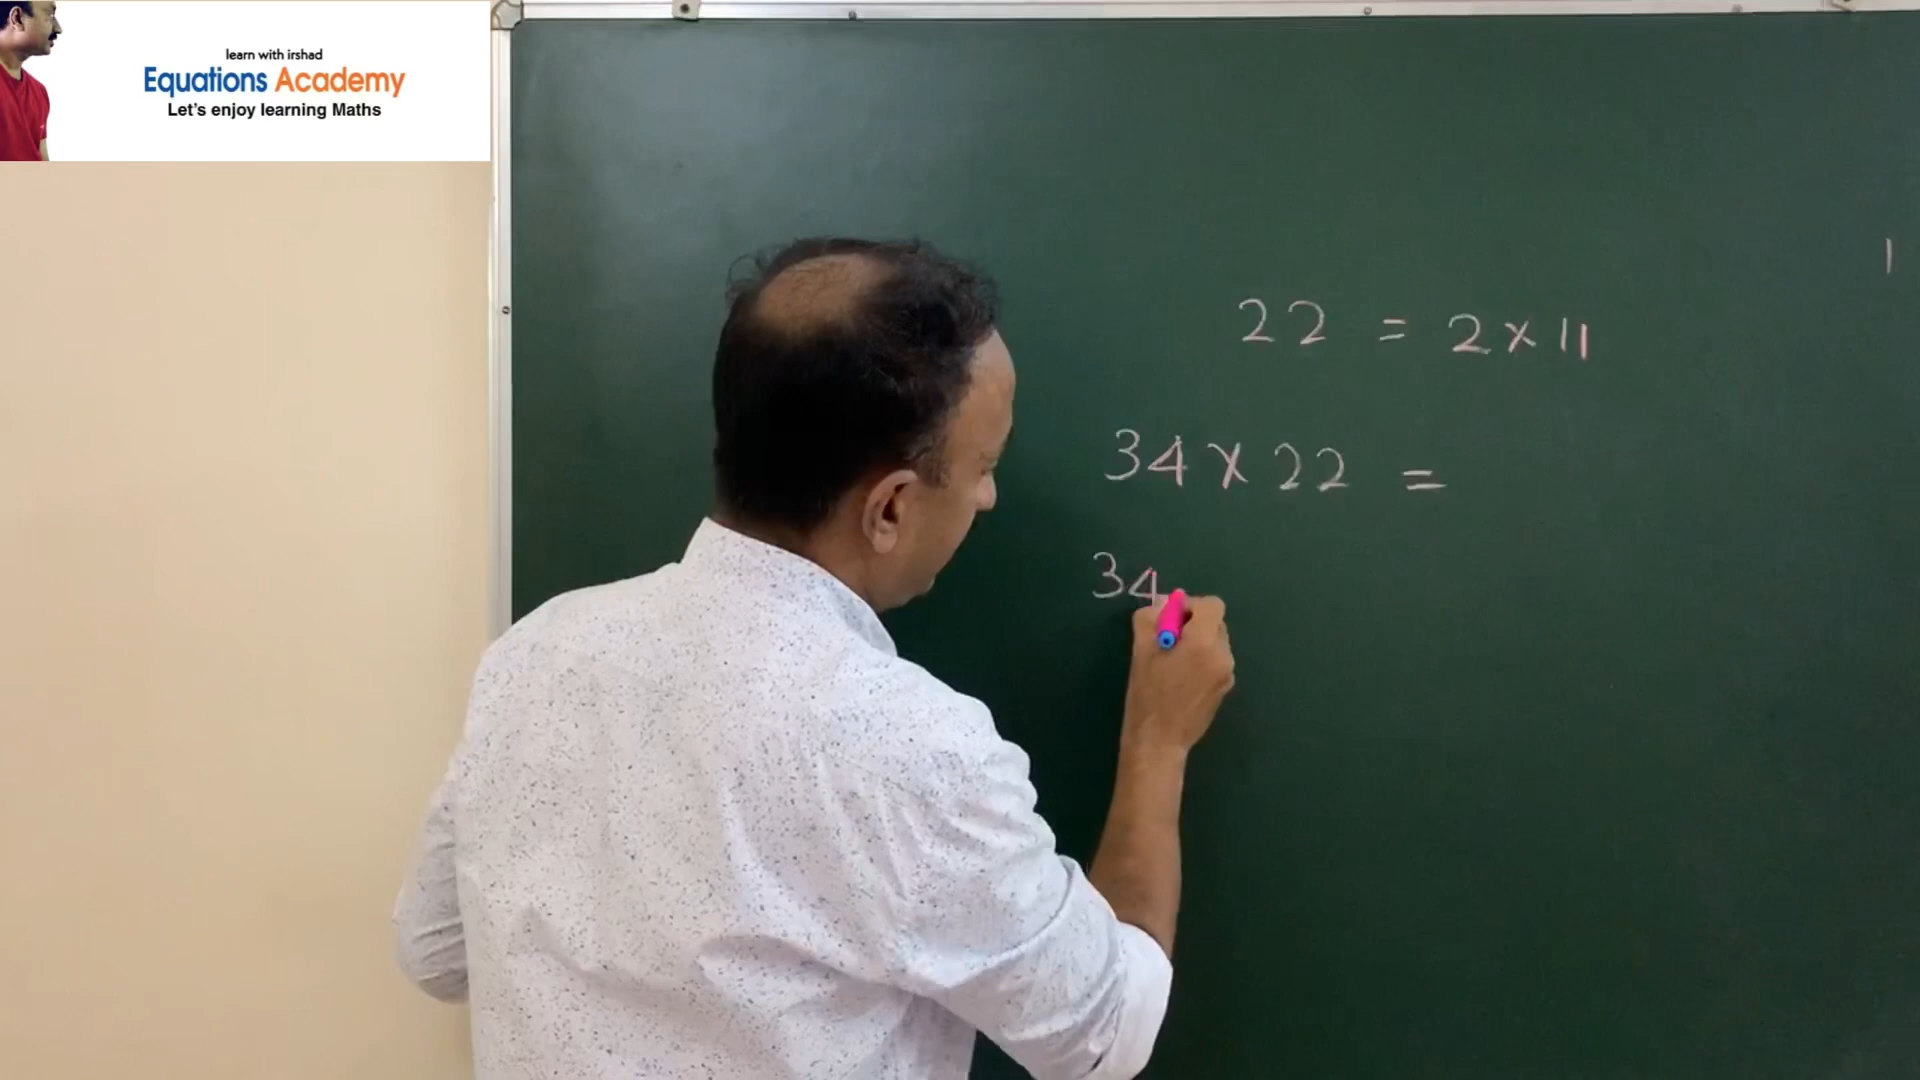 learn with irshad
Equations Academy
Let's enjoy learning Maths
1
22 = 2 x 11
34 x 22 =
34